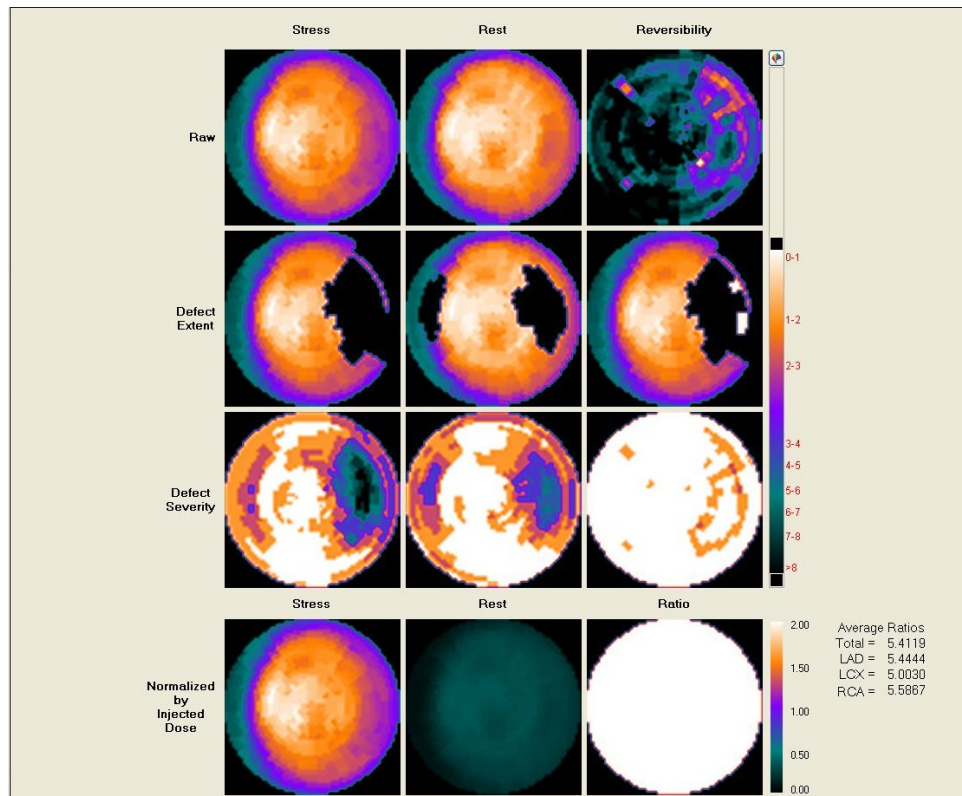 Stress Rest Reversibility
Raw
Defect
Extent
0-1
1-2
2-3
3-4
4-5
5-6
6-7
7-8
>8
Defect
Severity
Stress Rest Ratio
Normalized
by
Injected
Dose
2.00
1.50
1.00
0.50
0.00
Average Ratios
Total = 5.4119
LAD = 5.4444
LCX = 5.0030
RCA = 5.5867